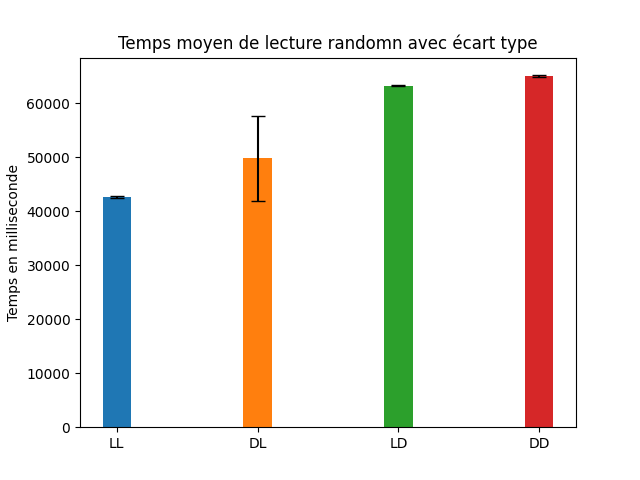 Temps moyen de lecture randomn avec écart type
Temps en milliseconde
60000
50000
40000
30000
20000
10000
0
LL DL LD DD